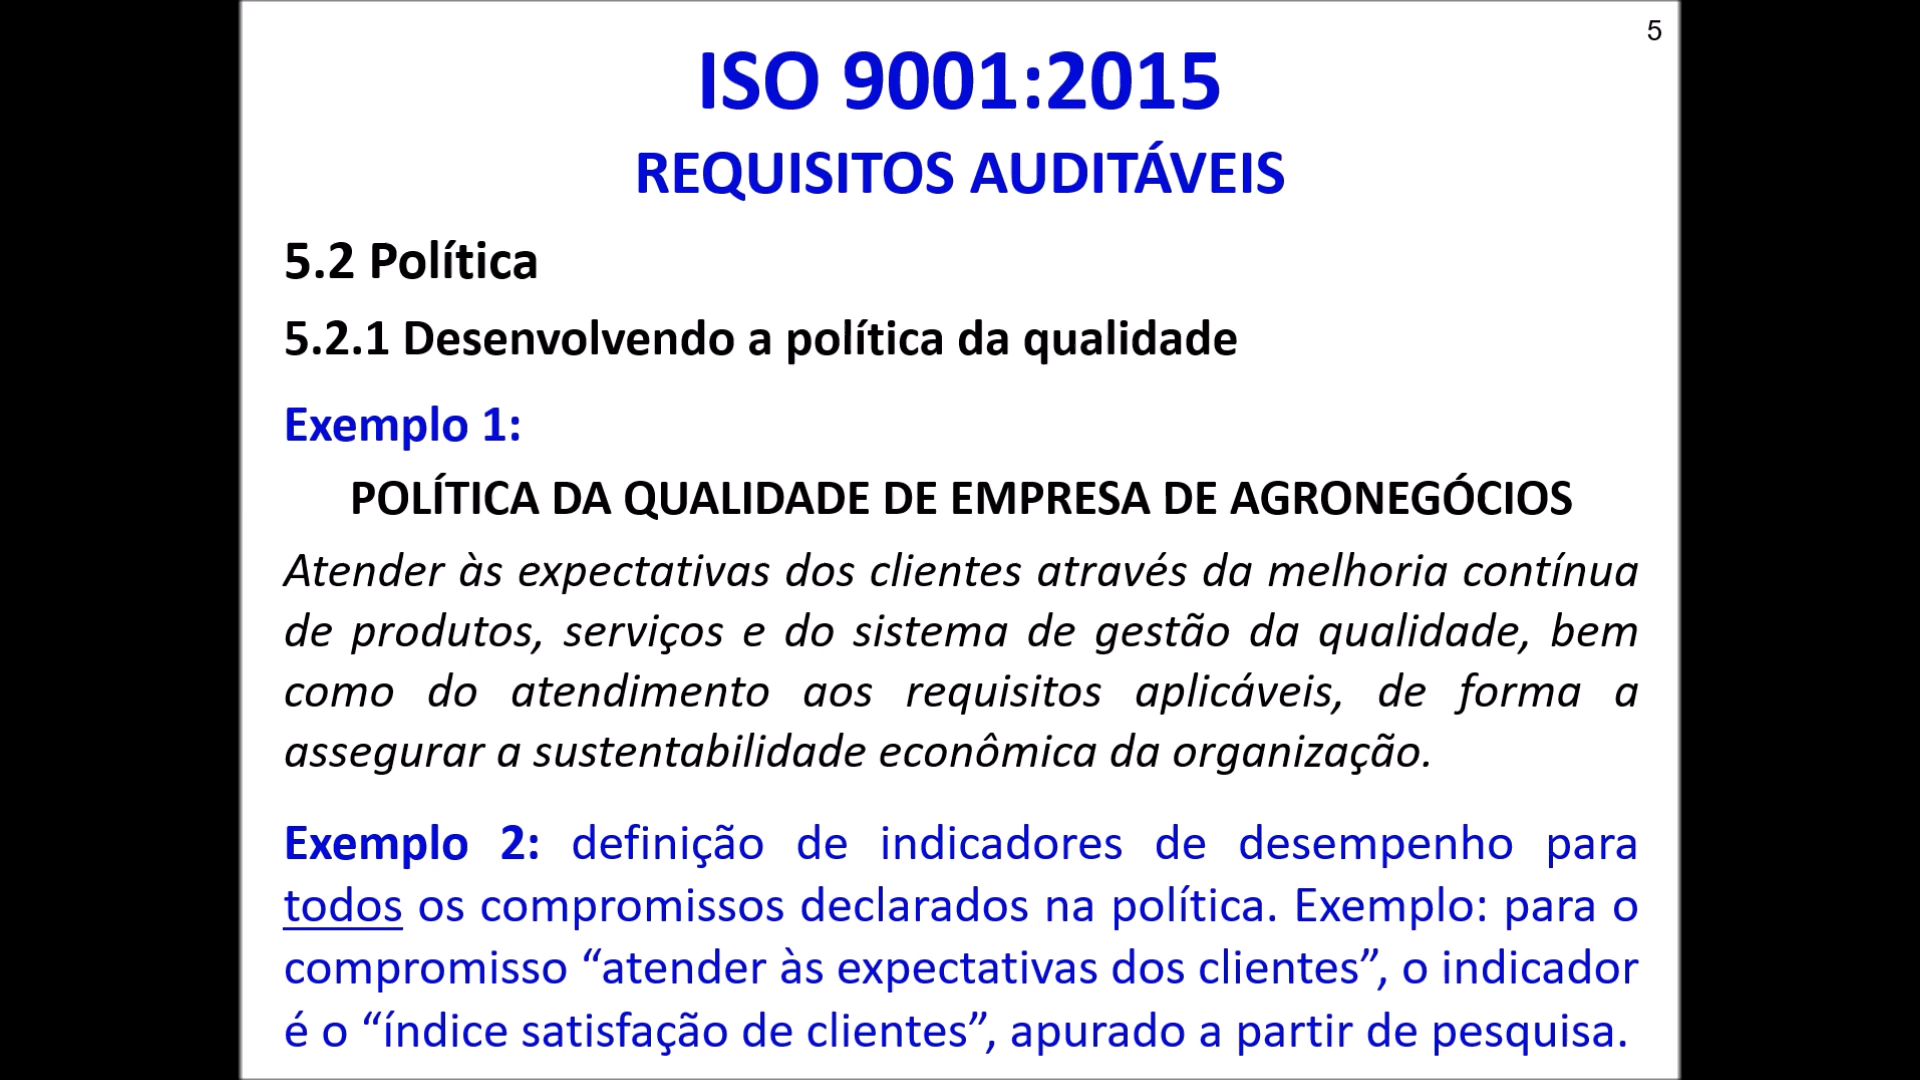 5
ISO 9001:2015
REQUISITOS AUDITÁVEIS
5.2 Política
5.2.1 Desenvolvendo a política da qualidade
Exemplo 1:
POLÍTICA DA QUALIDADE DE EMPRESA DE AGRONEGÓCIOS
Atender às expectativas dos clientes através da melhoria contínua
de produtos, serviços e do sistema de gestão da qualidade, bem
como do atendimento aos requisitos aplicáveis, de forma a
assegurar a sustentabilidade econômica da organização.
Exemplo 2: definição de indicadores de desempenho para
todos os compromissos declarados na política. Exemplo: para o
compromisso “atender às expectativas dos clientes”, o indicador
é o “índice satisfação de clientes”, apurado a partir de pesquisa.